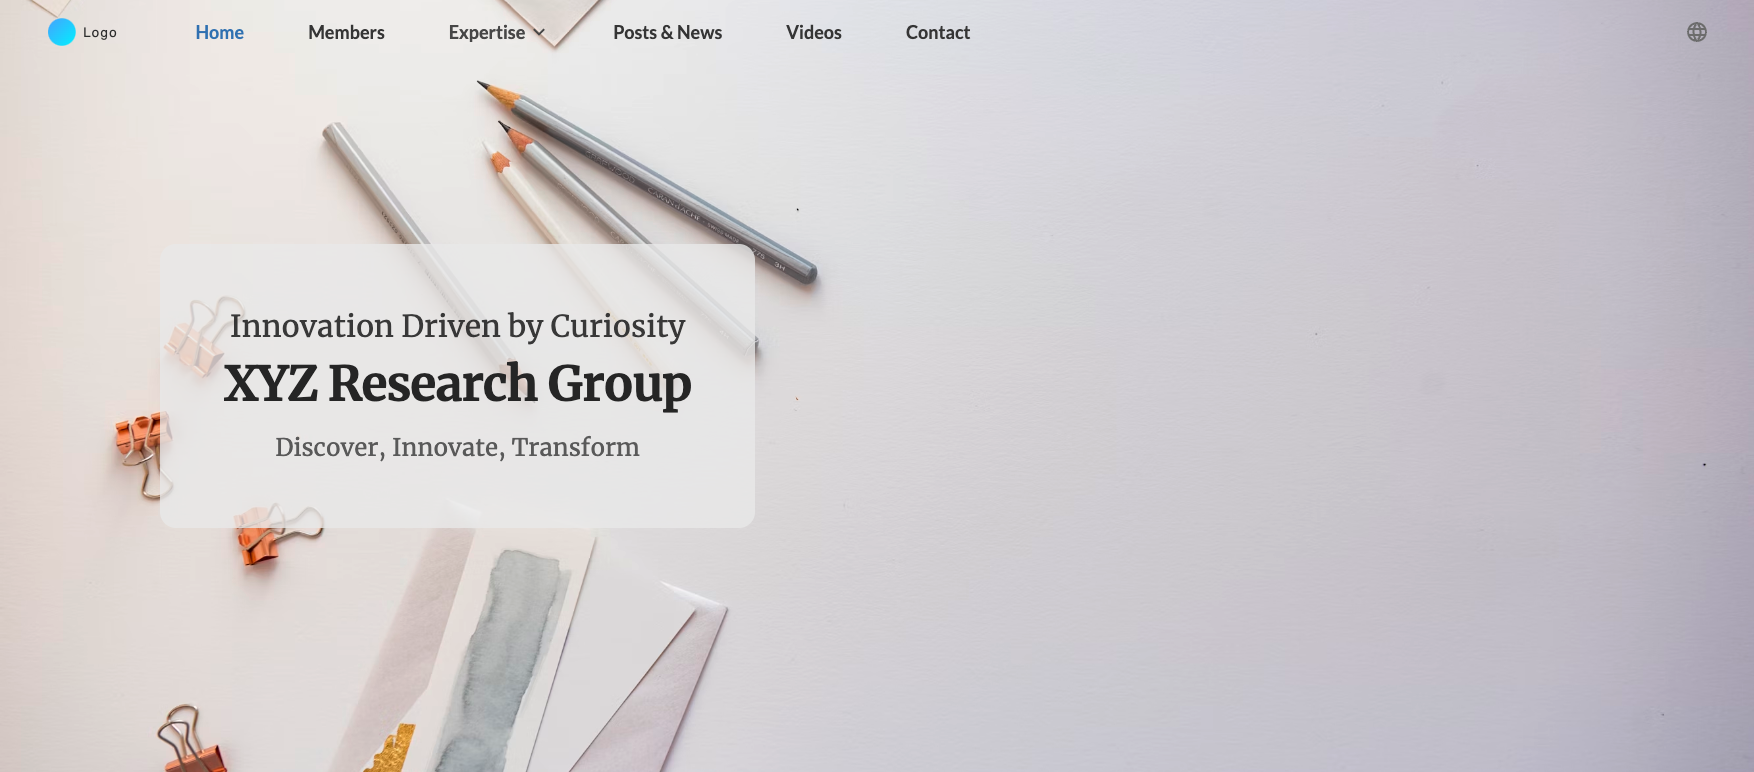 Logo
Home
Members
Expertise
Posts & News
Videos
Contact
Innovation Driven by Curiosity
XYZ Research Group
Discover, Innovate, Transform